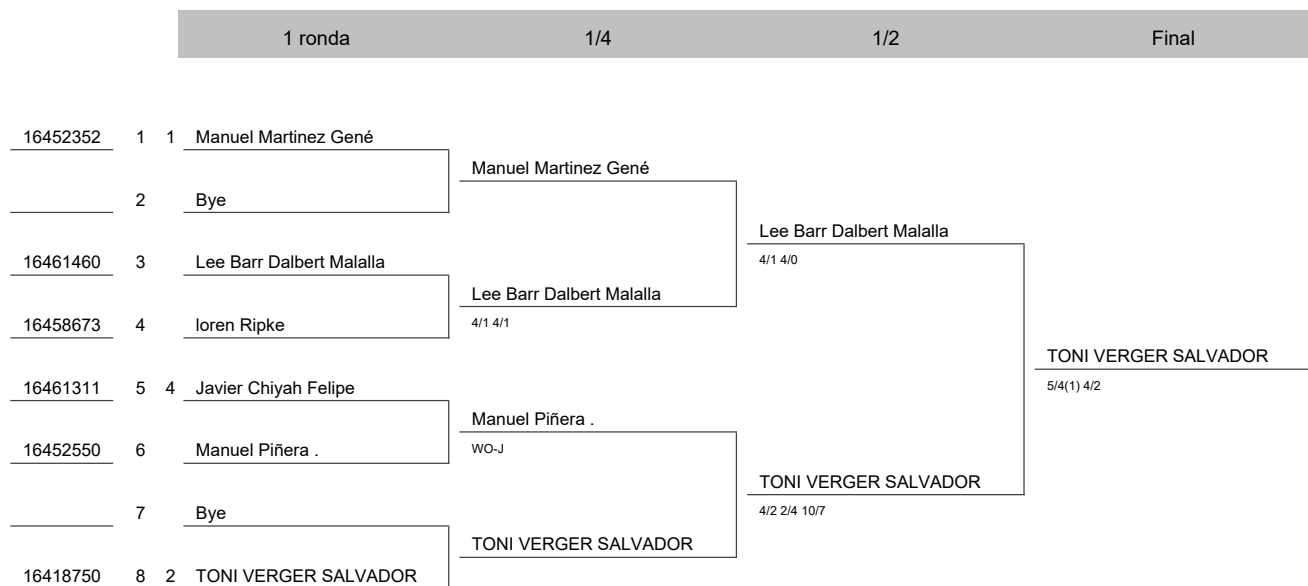 1 ronda 1/4 1/2 Final
16452352 1 1 Manuel Martinez Gené
Manuel Martinez Gené
2 Bye
Lee Barr Dalbert Malalla
4/1 4/0
16461460 3 Lee Barr Dalbert Malalla
Lee Barr Dalbert Malalla
4/1 4/1
16458673 4 loren Ripke
TONI VERGER SALVADOR
5/4(1) 4/2
16461311 5 4 Javier Chiyah Felipe
Manuel Piñera .
WO-J
16452550 6 Manuel Piñera .
TONI VERGER SALVADOR
4/2 2/4 10/7
7 Bye
TONI VERGER SALVADOR
16418750 8 2 TONI VERGER SALVADOR